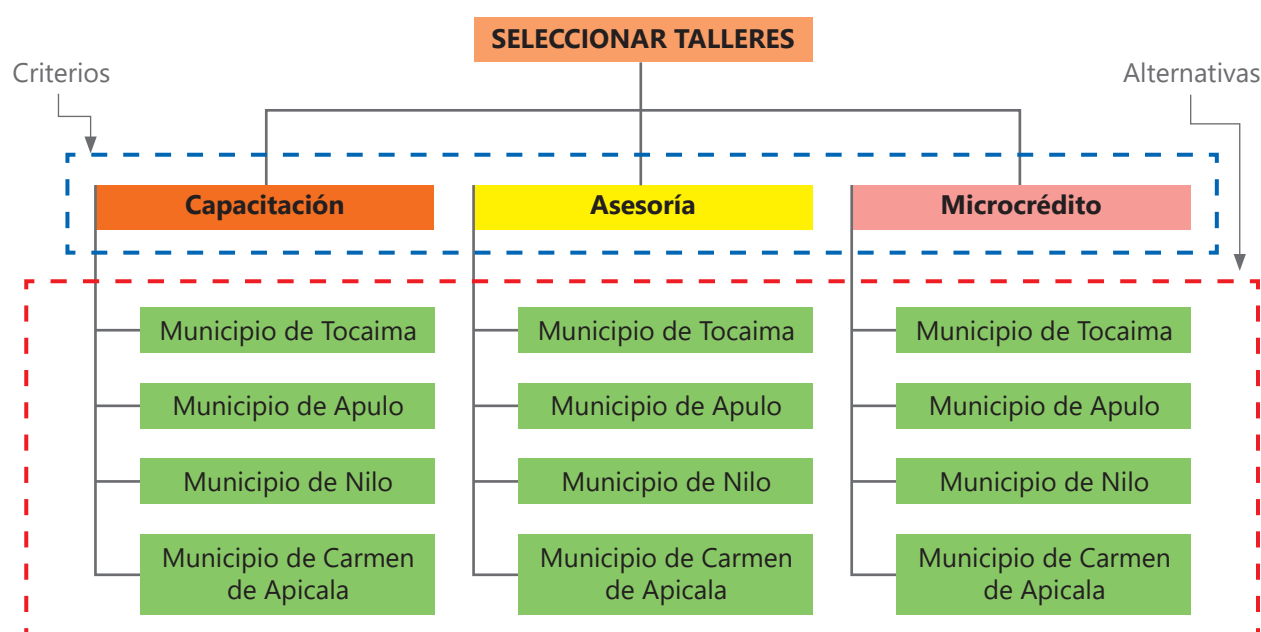 SELECCIONAR TALLERES
Criterios
Alternativas
Capacitación
Asesoría
Microcrédito
Municipio de Tocaima
Municipio de Tocaima
Municipio de Tocaima
Municipio de Apulo
Municipio de Apulo
Municipio de Apulo
Municipio de Nilo
Municipio de Nilo
Municipio de Nilo
Municipio de Carmen
de Apicala
Municipio de Carmen
de Apicala
Municipio de Carmen
de Apicala